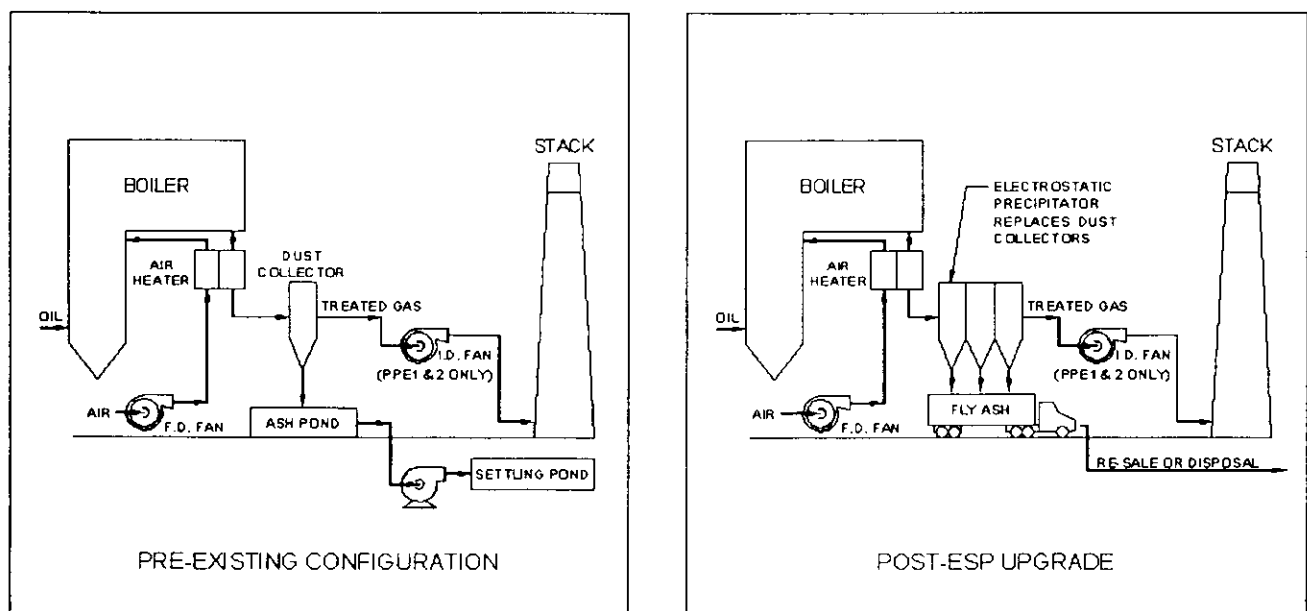 STACK
BOILER
AIR
HEATER
DUST
COLLECTOR
TREATED GAS
OIL
I.D. FAN
(PPE1 & 2 ONLY)
AIR
F.D. FAN
ASH POND
SETTLING POND
PRE-EXISTING CONFIGURATION
STACK
BOILER
ELECTROSTATIC
PRECIPITATOR
REPLACES DUST
COLLECTORS
AIR
HEATER
TREATED GAS
OIL
I.D. FAN
(PPE1 & 2 ONLY)
AIR
F.D. FAN
FLY ASH
RE-SALE OR DISPOSAL
POST-ESP UPGRADE